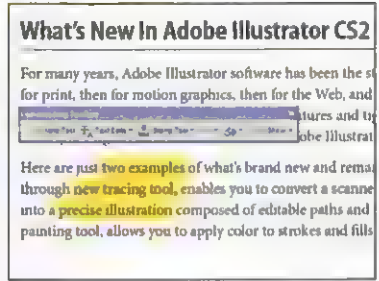 What's New In Adobe Illustrator CS2
For many years, Adobe Illustrator software has been the st
for print, then for motion graphics, then for the Web, and
tures and
obe Illustrat
Here are just two examples of what's brand new and rema
through new tracing tool, enables you to convert a scanne
into a precise illustration composed of editable paths and
painting tool, allows you to apply color to strokes and fills